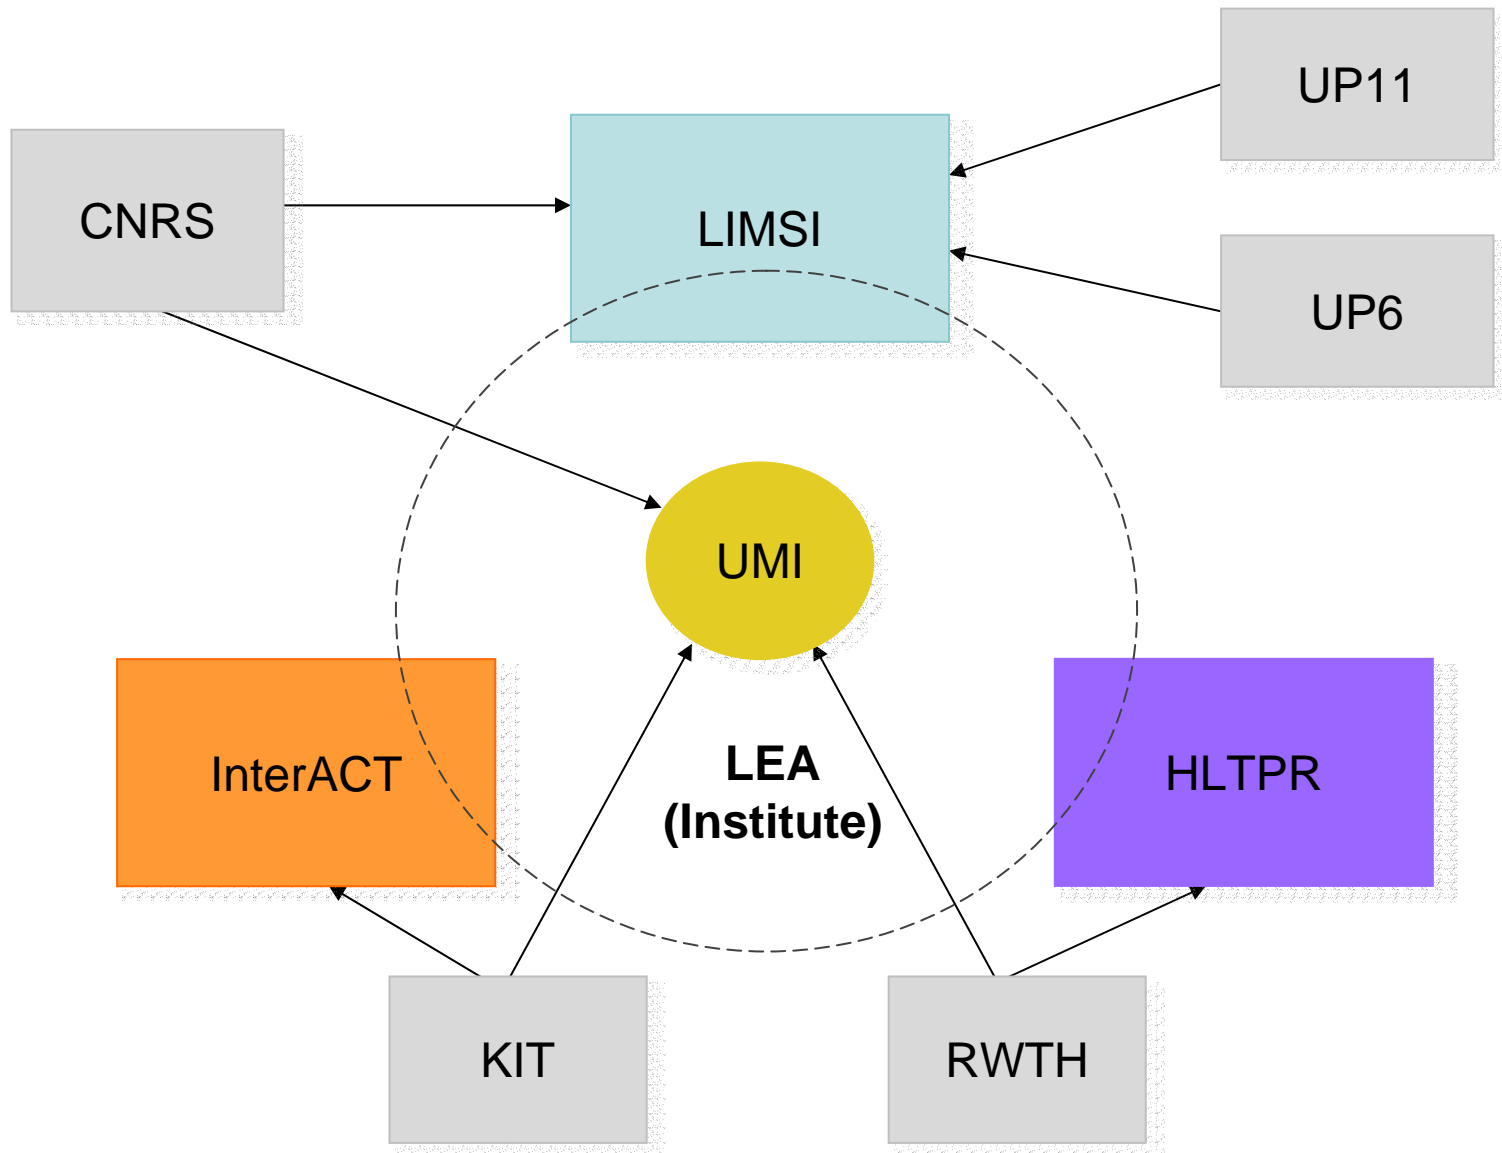 UP11
CNRS
LIMSI
UP6
UMI
InterACT
LEA
(Institute)
HLTPR
KIT
RWTH